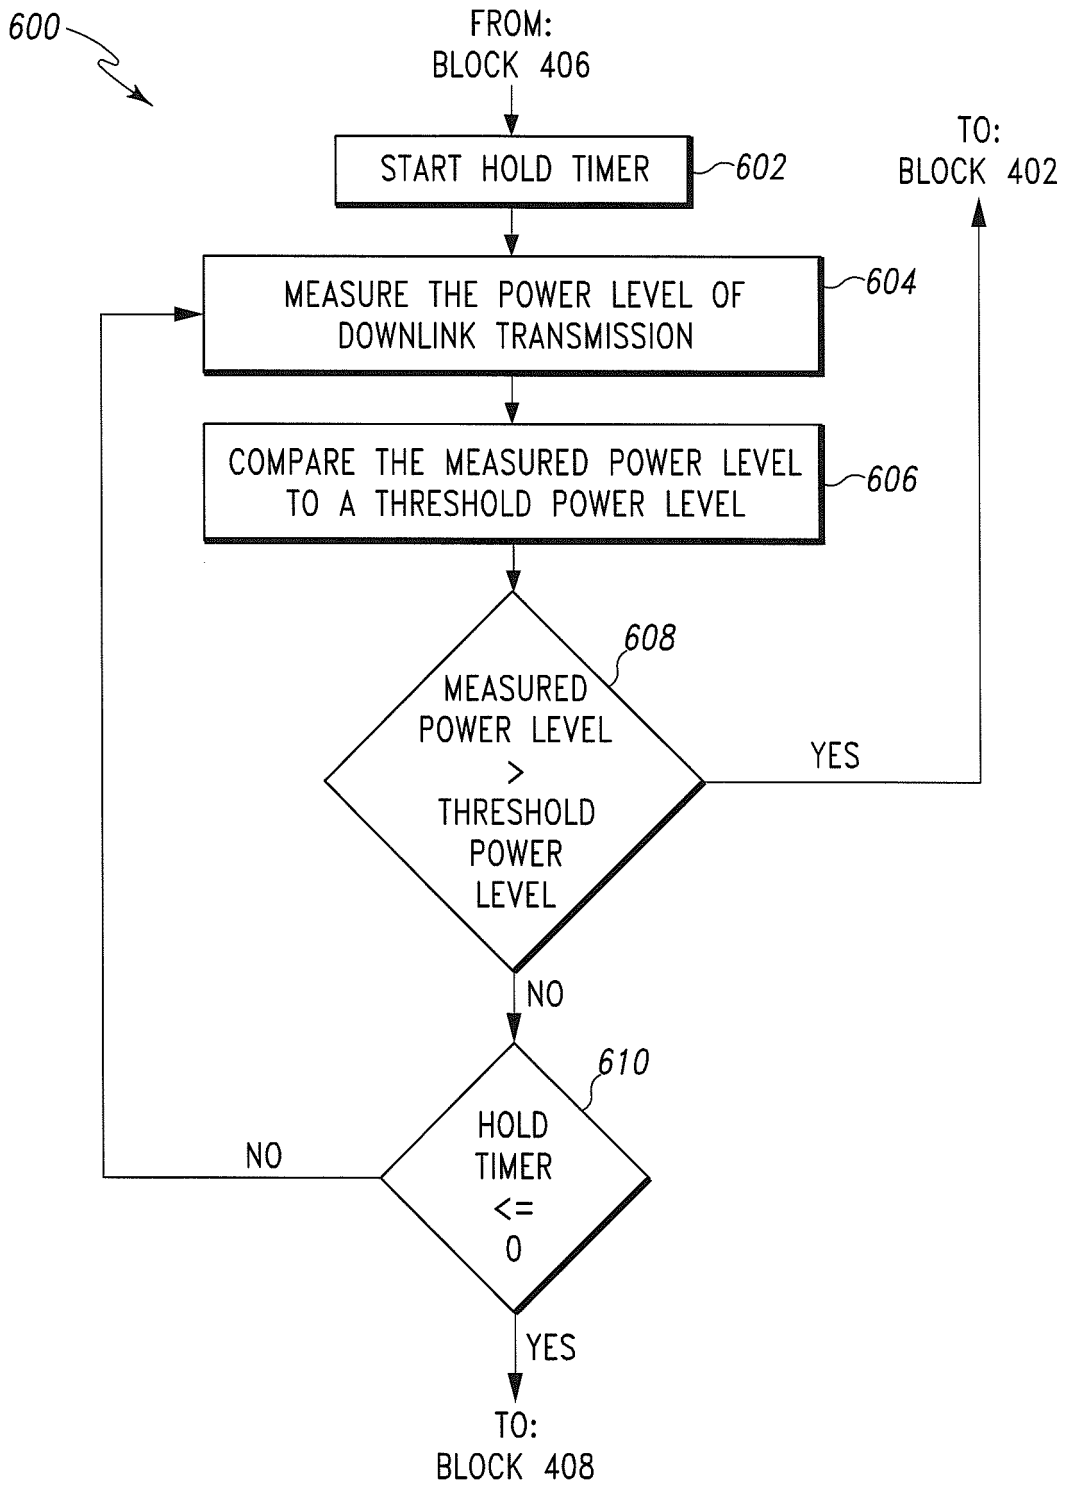 600
FROM:
BLOCK 406
TO:
BLOCK 402
START HOLD TIMER
602
MEASURE THE POWER LEVEL OF
DOWNLINK TRANSMISSION
604
COMPARE THE MEASURED POWER LEVEL
TO A THRESHOLD POWER LEVEL
606
608
MEASURED
POWER LEVEL
>
THRESHOLD
POWER
LEVEL
YES
NO
610
HOLD
TIMER
<=
0
NO
YES
TO:
BLOCK 408